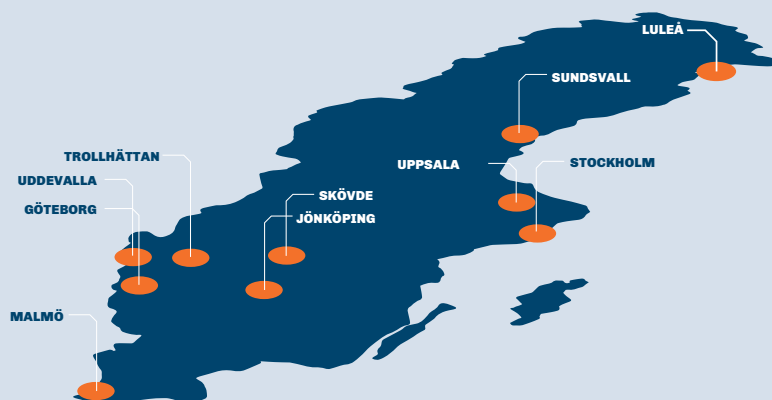 LULEÅ
SUNDSVALL
TROLLHÄTTAN
UPPSALA
STOCKHOLM
UDDEVALLA
SKÖVDE
GÖTEBORG
JÖNKÖPING
MALMÖ